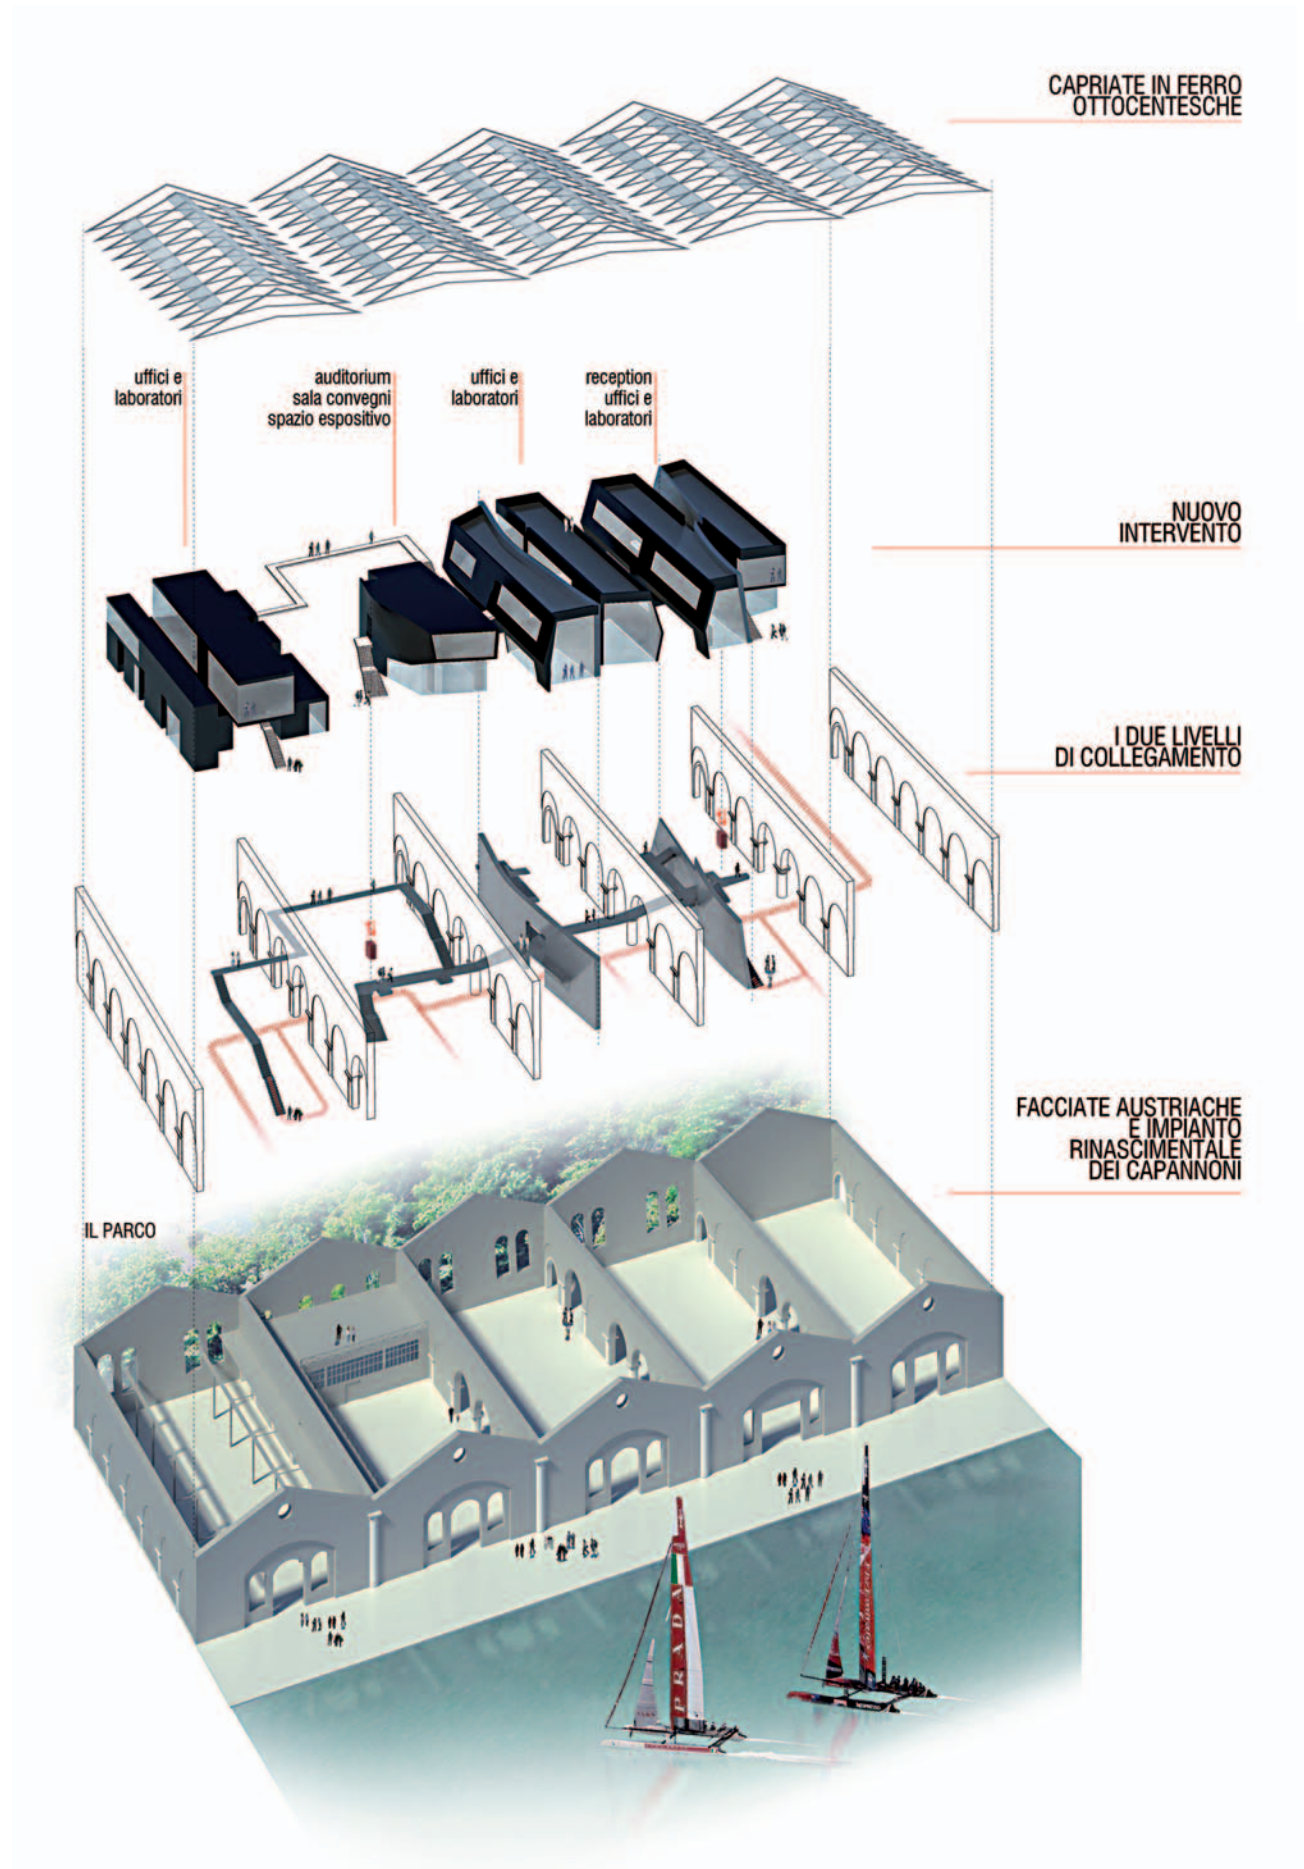 CAPRIATE IN FERRO
OTTOCENTESCHE
uffici e
laboratori
auditorium
sala convegni
spazio espositivo
uffici e
laboratori
reception
uffici e
laboratori
NUOVO
INTERVENTO
I DUE LIVELLI
DI COLLEGAMENTO
FACCIATE AUSTRIACHE
E IMPIANTO
RINASCIMENTALE
DEI CAPANNONI
IL PARCO
PRADA